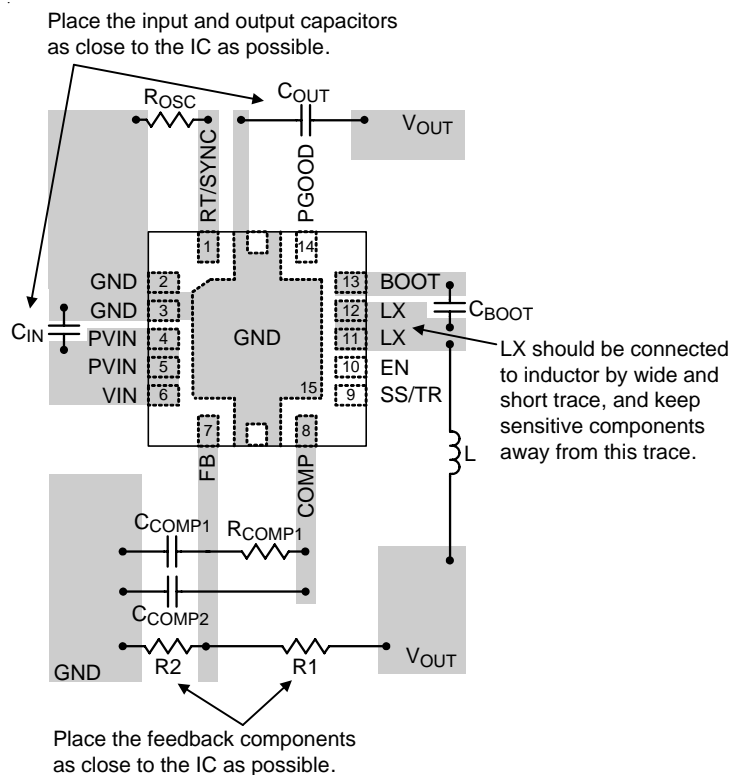 Place the input and output capacitors
as close to the IC as possible.
ROSC
COUT
VOUT
RT/SYNC
PGOOD
1
14
GND
2
13
BOOT
GND
3
12
LX
CBOOT
CIN
PVIN
4
GND
11
LX
PVIN
5
10
EN
VIN
6
15
9
SS/TR
LX should be connected
to inductor by wide and
short trace, and keep
sensitive components
away from this trace.
7
8
FB
COMP
L
CCOMP1
RCOMP1
CCOMP2
R2
R1
VOUT
GND
Place the feedback components
as close to the IC as possible.